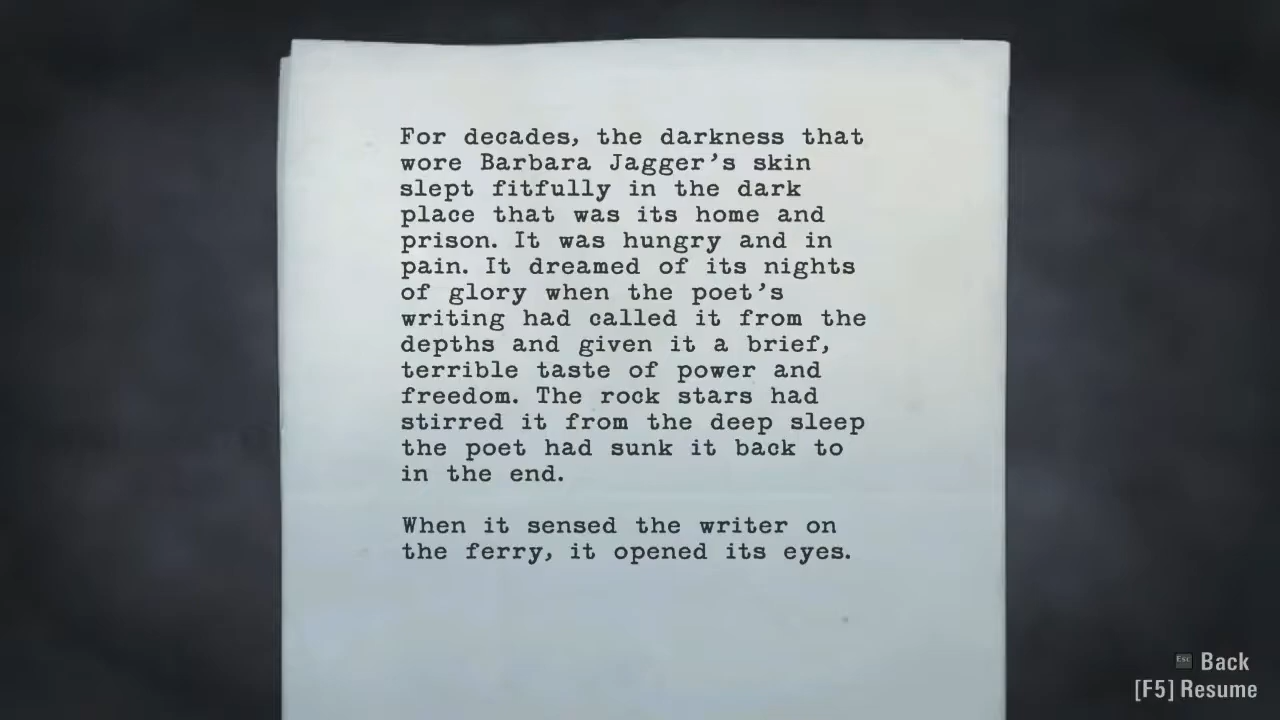 For decades, the darkness that
wore Barbara Jagger's skin
slept fitfully in the dark
place that was its home and
prison. It was hungry and in
pain. It dreamed of its nights
of glory when the poet's
writing had called it from the
depths and given it a brief,
terrible taste of power and
freedom. The rock stars had
stirred it from the deep sleep
the poet had sunk it back to
in the end.
When it sensed the writer on
the ferry, it opened its eyes.
Esc Back
[F5] Resume